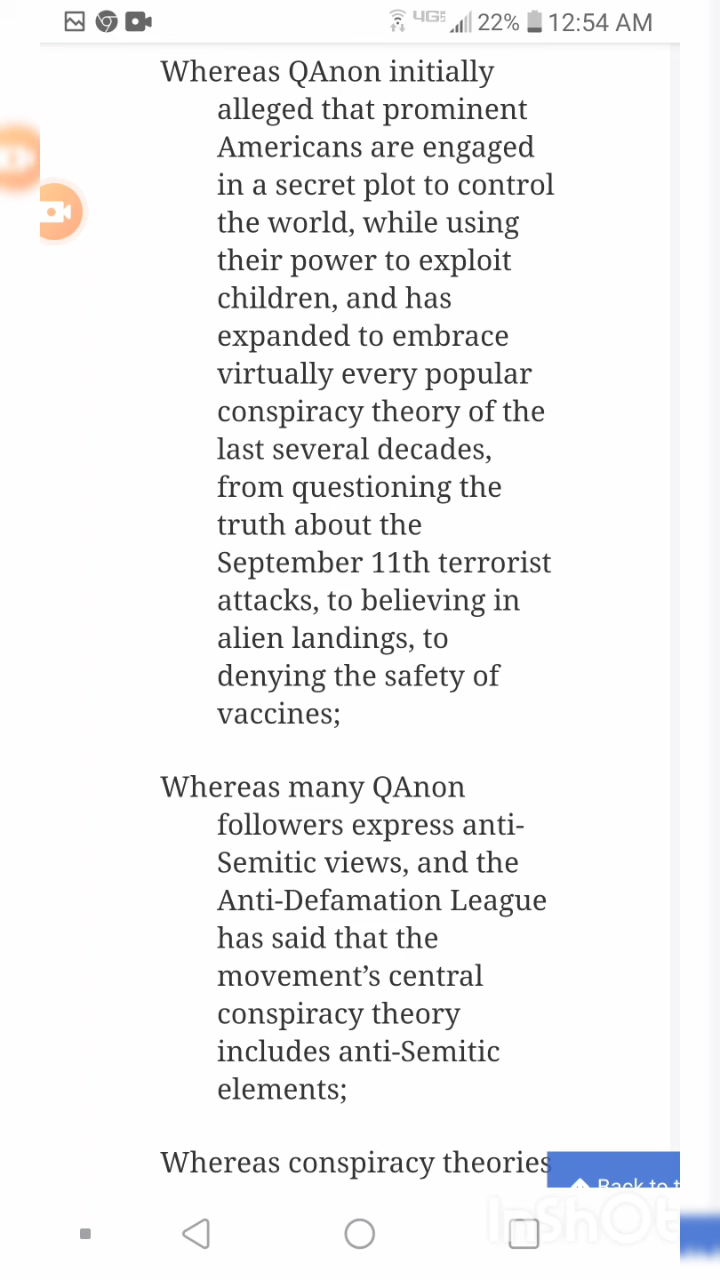 4G 22% 12:54 AM
Whereas QAnon initially
alleged that prominent
Americans are engaged
in a secret plot to control
the world, while using
their power to exploit
children, and has
expanded to embrace
virtually every popular
conspiracy theory of the
last several decades,
from questioning the
truth about the
September 11th terrorist
attacks, to believing in
alien landings, to
denying the safety of
vaccines;
Whereas many QAnon
followers express anti-
Semitic views, and the
Anti-Defamation League
has said that the
movement’s central
conspiracy theory
includes anti-Semitic
elements;
Whereas conspiracy theories
Back to t
InShOt